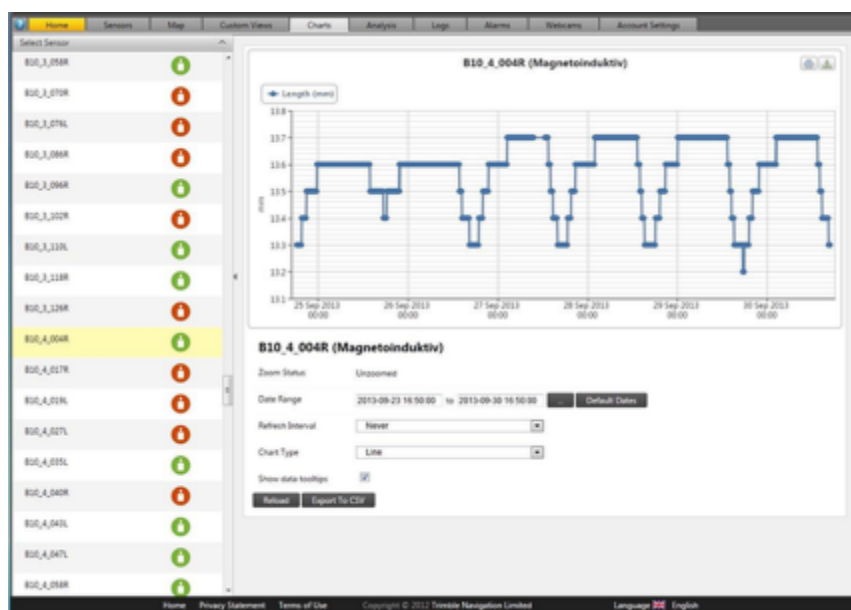 Home Sensors Map Custom Views Charts Analysis Logs Alarms Webcams Account Settings
Select Sensor
B10_3_058R
B10_3_070R
B10_3_076L
B10_3_086R
B10_3_096R
B10_3_102R
B10_3_110L
B10_3_118R
B10_3_126R
B10_4_004R
B10_4_017R
B10_4_019L
B10_4_027L
B10_4_035L
B10_4_040R
B10_4_043L
B10_4_047L
B10_4_058R
B10_4_004R (Magnetoinduktiv)
Length (mm)
mm
13.8
13.7
13.6
13.5
13.4
13.3
13.2
13.1
25 Sep 2013 26 Sep 2013 27 Sep 2013 28 Sep 2013 29 Sep 2013 30 Sep 2013
00:00 00:00 00:00 00:00 00:00 00:00
B10_4_004R (Magnetoinduktiv)
Zoom Status Unzoomed
Date Range 2013-09-23 16:50:00 to 2013-09-30 16:50:00 ... Default Dates
Refresh Interval Never
Chart Type Line
Show data tooltips
Reload Export To CSV
Home Privacy Statement Terms of Use Copyright © 2012 Trimble Navigation Limited Language English